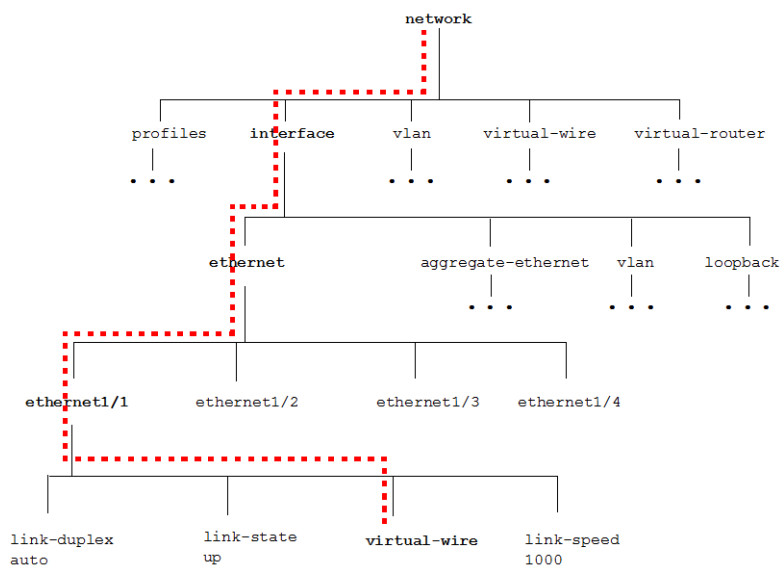 network
profiles interface vlan virtual-wire virtual-router
... ... ... ...
ethernet aggregate-ethernet vlan loopback
... ... ...
ethernet1/1 ethernet1/2 ethernet1/3 ethernet1/4
link-duplex link-state virtual-wire link-speed
auto up 1000